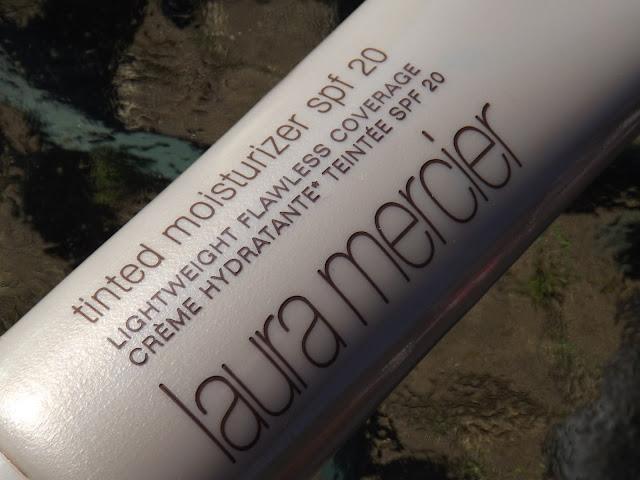 tinted moisturizer spf 20
LIGHTWEIGHT FLAWLESS COVERAGE
CRÈME HYDRATANTE* TEINTÉE SPF 20
laura mercier